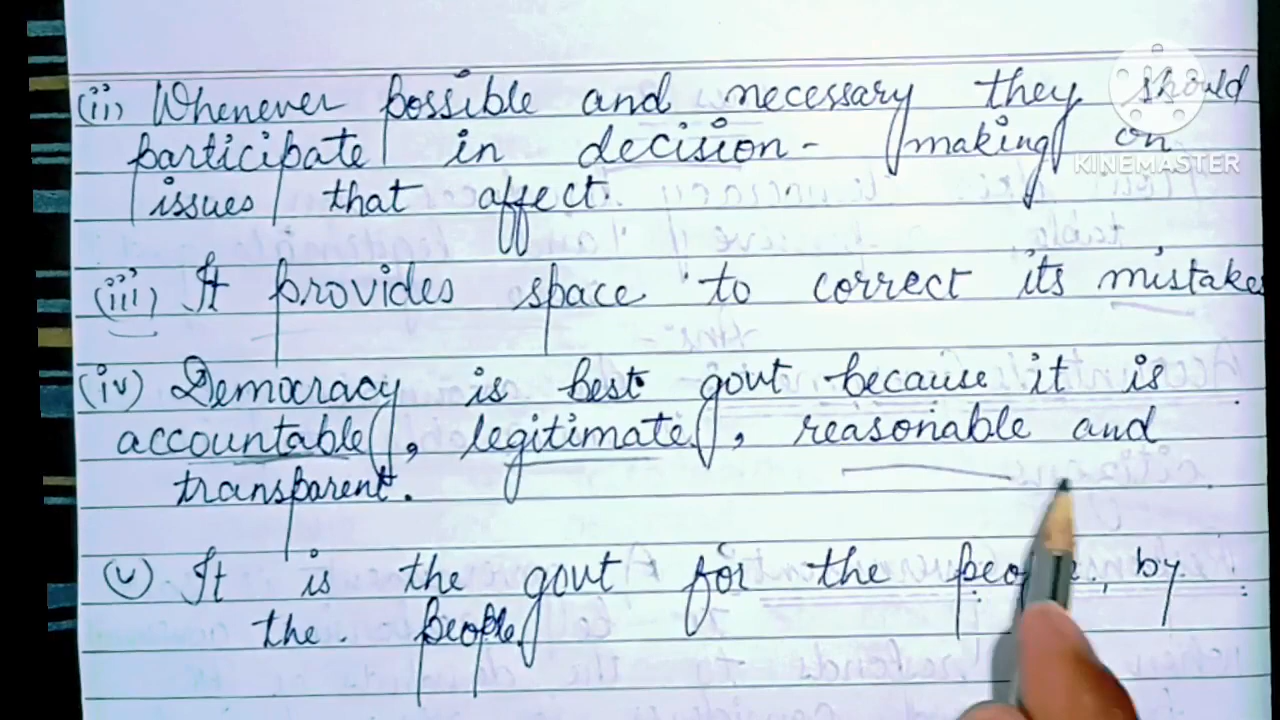 (ii) Whenever possible and necessary they should
participate in decision- making on
KINEMASTER
issues that affect.
(iii) It provides space to correct its mistakes
(iv) Democracy is best govt because it is
accountable, legitimate, reasonable and
transparent.
(v) It is the govt for the people, by
the people.